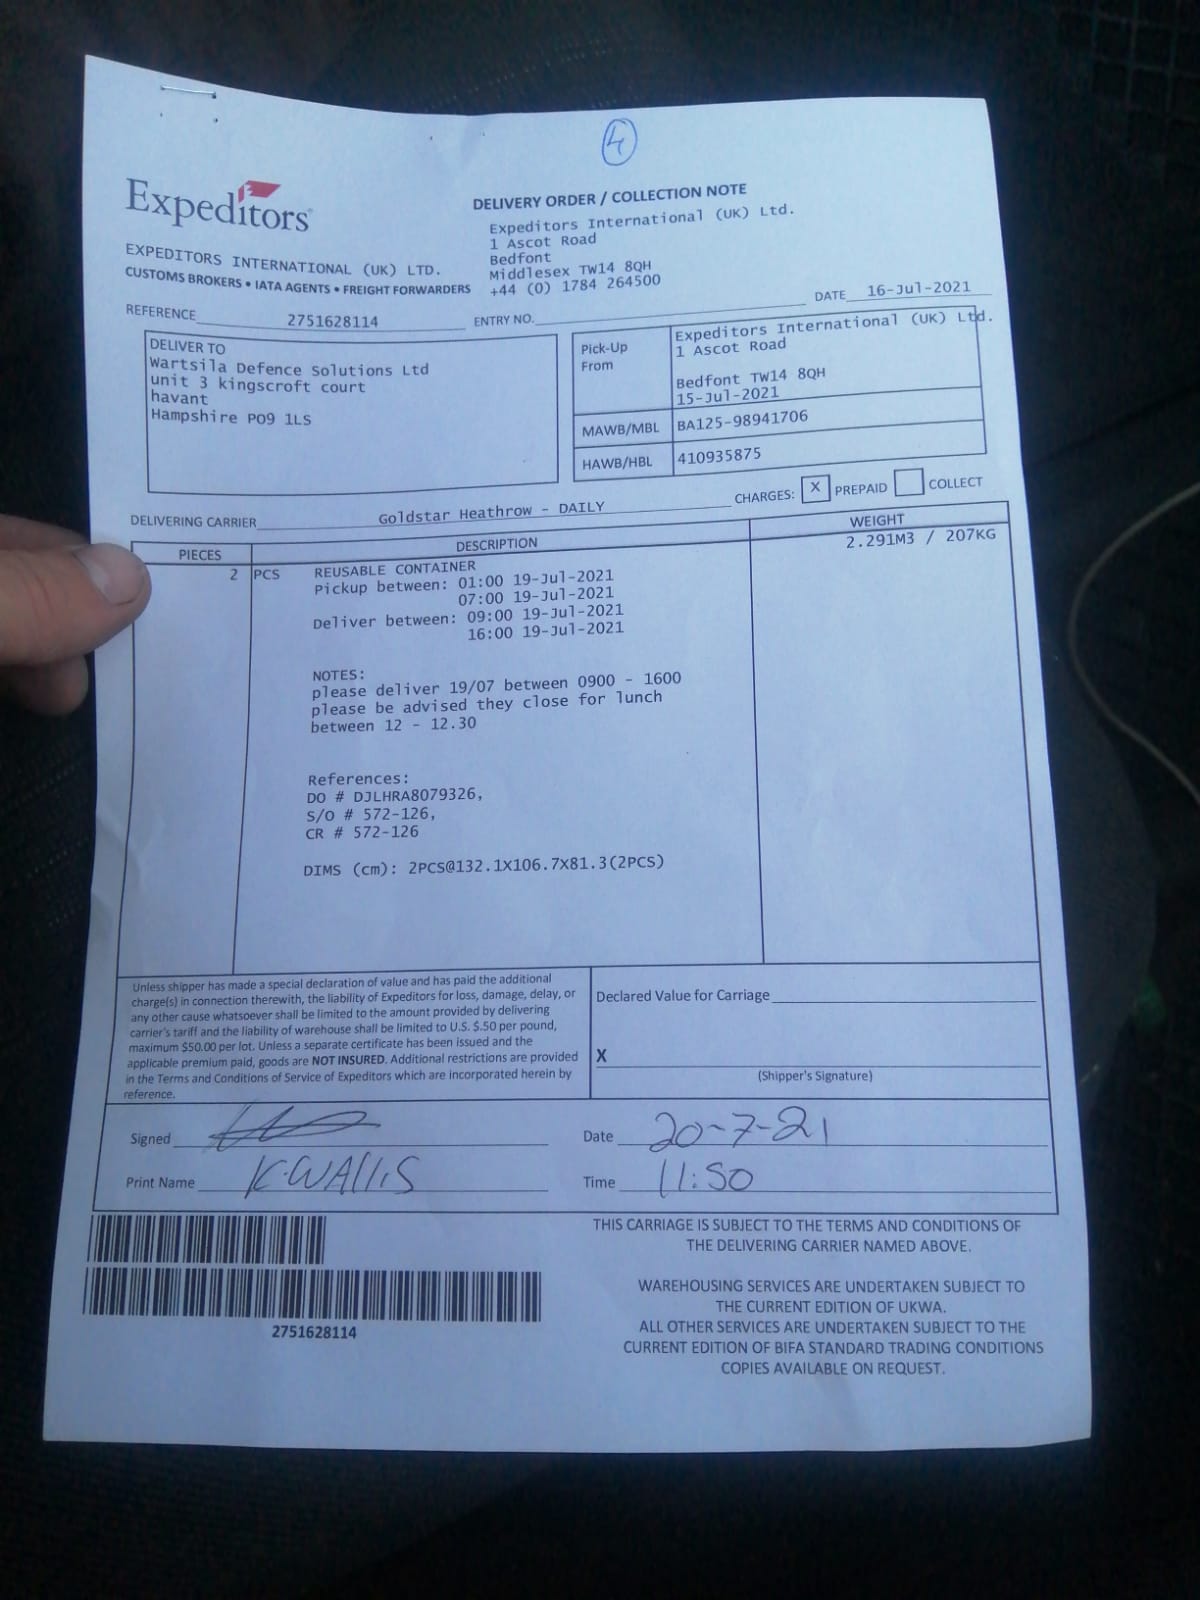 4
Expeditors
EXPEDITORS INTERNATIONAL (UK) LTD.
CUSTOMS BROKERS • IATA AGENTS • FREIGHT FORWARDERS
DELIVERY ORDER / COLLECTION NOTE
Expeditors International (UK) Ltd.
1 Ascot Road
Bedfont
Middlesex TW14 8QH
+44 (0) 1784 264500
DATE 16-Jul-2021
REFERENCE 2751628114
ENTRY NO.
DELIVER TO
Wartsila Defence Solutions Ltd
unit 3 kingscroft court
havant
Hampshire PO9 1LS
Pick-Up
From
Expeditors International (UK) Ltd.
1 Ascot Road
Bedfont TW14 8QH
15-Jul-2021
MAWB/MBL BA125-98941706
HAWB/HBL 410935875
CHARGES: X PREPAID COLLECT
DELIVERING CARRIER Goldstar Heathrow - DAILY
PIECES DESCRIPTION WEIGHT
2 PCS REUSABLE CONTAINER 2.291M3 / 207KG
Pickup between: 01:00 19-Jul-2021
07:00 19-Jul-2021
Deliver between: 09:00 19-Jul-2021
16:00 19-Jul-2021
NOTES:
please deliver 19/07 between 0900 - 1600
please be advised they close for lunch
between 12 - 12.30
References:
DO # DJLHRA8079326,
S/O # 572-126,
CR # 572-126
DIMS (cm): 2PCS@132.1X106.7X81.3(2PCS)
Unless shipper has made a special declaration of value and has paid the additional
charge(s) in connection therewith, the liability of Expeditors for loss, damage, delay, or
any other cause whatsoever shall be limited to the amount provided by delivering
carrier's tariff and the liability of warehouse shall be limited to U.S. $.50 per pound,
maximum $50.00 per lot. Unless a separate certificate has been issued and the
applicable premium paid, goods are NOT INSURED. Additional restrictions are provided
in the Terms and Conditions of Service of Expeditors which are incorporated herein by
reference.
Declared Value for Carriage
X
(Shipper's Signature)
Signed
Date 20-7-21
Print Name K.WALLIS
Time 11:50
2751628114
THIS CARRIAGE IS SUBJECT TO THE TERMS AND CONDITIONS OF
THE DELIVERING CARRIER NAMED ABOVE.
WAREHOUSING SERVICES ARE UNDERTAKEN SUBJECT TO
THE CURRENT EDITION OF UKWA.
ALL OTHER SERVICES ARE UNDERTAKEN SUBJECT TO THE
CURRENT EDITION OF BIFA STANDARD TRADING CONDITIONS
COPIES AVAILABLE ON REQUEST.